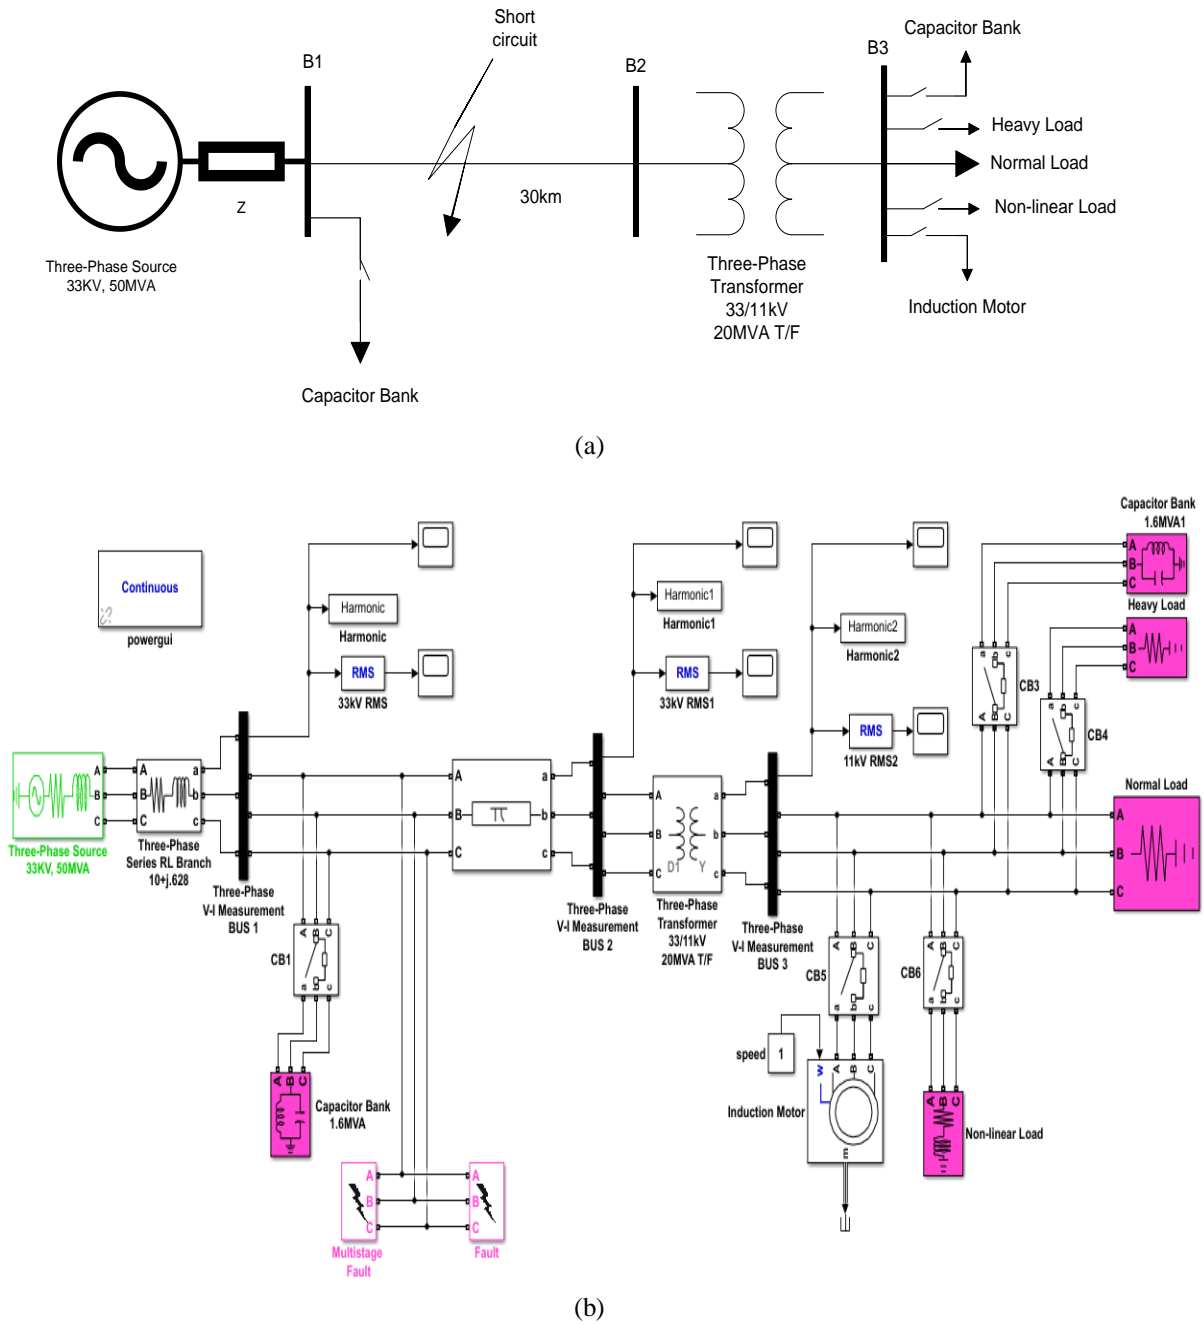 Short
circuit
Capacitor Bank
B1
B2
B3
Heavy Load
Normal Load
Z
30km
Non-linear Load
Three-Phase Source
33KV, 50MVA
Three-Phase
Transformer
33/11kV
20MVA T/F
Induction Motor
Capacitor Bank
(a)
Capacitor Bank
1.6MVA1
A
B
C
Continuous
powergui
Harmonic
Harmonic
Harmonic1
Harmonic1
Harmonic2
Harmonic2
Heavy Load
A
B
C
RMS
33kV RMS
RMS
33kV RMS1
RMS
11kV RMS2
a b c
CB3
A B C
a b c
CB4
A B C
A
B
C
Three-Phase Source
33KV, 50MVA
A a
B b
C c
Three-Phase
Series RL Branch
10+j.628
Three-Phase
V-I Measurement
BUS 1
A a
B b
C c
Three-Phase
V-I Measurement
BUS 2
A a
B b
C c
D1 Y
Three-Phase
Transformer
33/11kV
20MVA T/F
Three-Phase
V-I Measurement
BUS 3
Normal Load
A
B
C
A B C
CB1
a b c
A B C
CB5
a b c
A B C
CB6
a b c
speed
1
w A B C
Induction Motor
m
A B C
Capacitor Bank
1.6MVA
A B C
Non-linear Load
A
B
C
Multistage
Fault
A
B
C
Fault
(b)